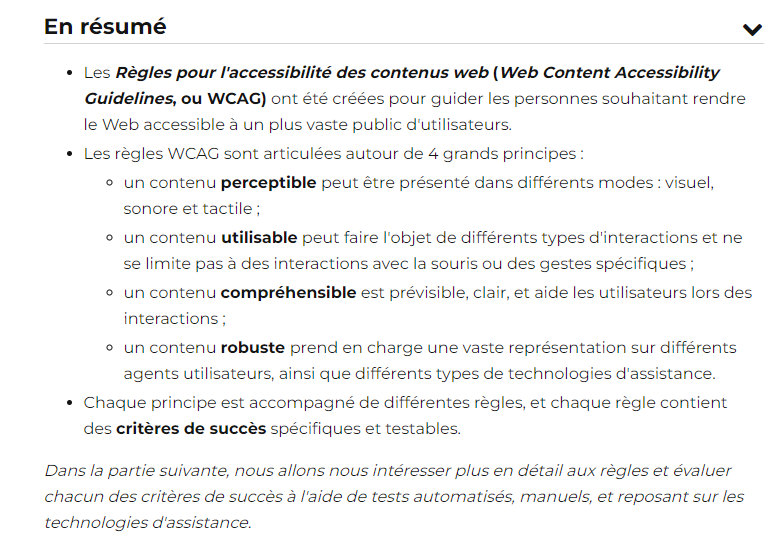 En résumé
Les Règles pour l'accessibilité des contenus web (Web Content Accessibility
Guidelines, ou WCAG) ont été créées pour guider les personnes souhaitant rendre
le Web accessible à un plus vaste public d'utilisateurs.
Les règles WCAG sont articulées autour de 4 grands principes :
un contenu perceptible peut être présenté dans différents modes : visuel,
sonore et tactile ;
un contenu utilisable peut faire l'objet de différents types d'interactions et ne
se limite pas à des interactions avec la souris ou des gestes spécifiques ;
un contenu compréhensible est prévisible, clair, et aide les utilisateurs lors des
interactions ;
un contenu robuste prend en charge une vaste représentation sur différents
agents utilisateurs, ainsi que différents types de technologies d'assistance.
Chaque principe est accompagné de différentes règles, et chaque règle contient
des critères de succès spécifiques et testables.
Dans la partie suivante, nous allons nous intéresser plus en détail aux règles et évaluer
chacun des critères de succès à l'aide de tests automatisés, manuels, et reposant sur les
technologies d'assistance.